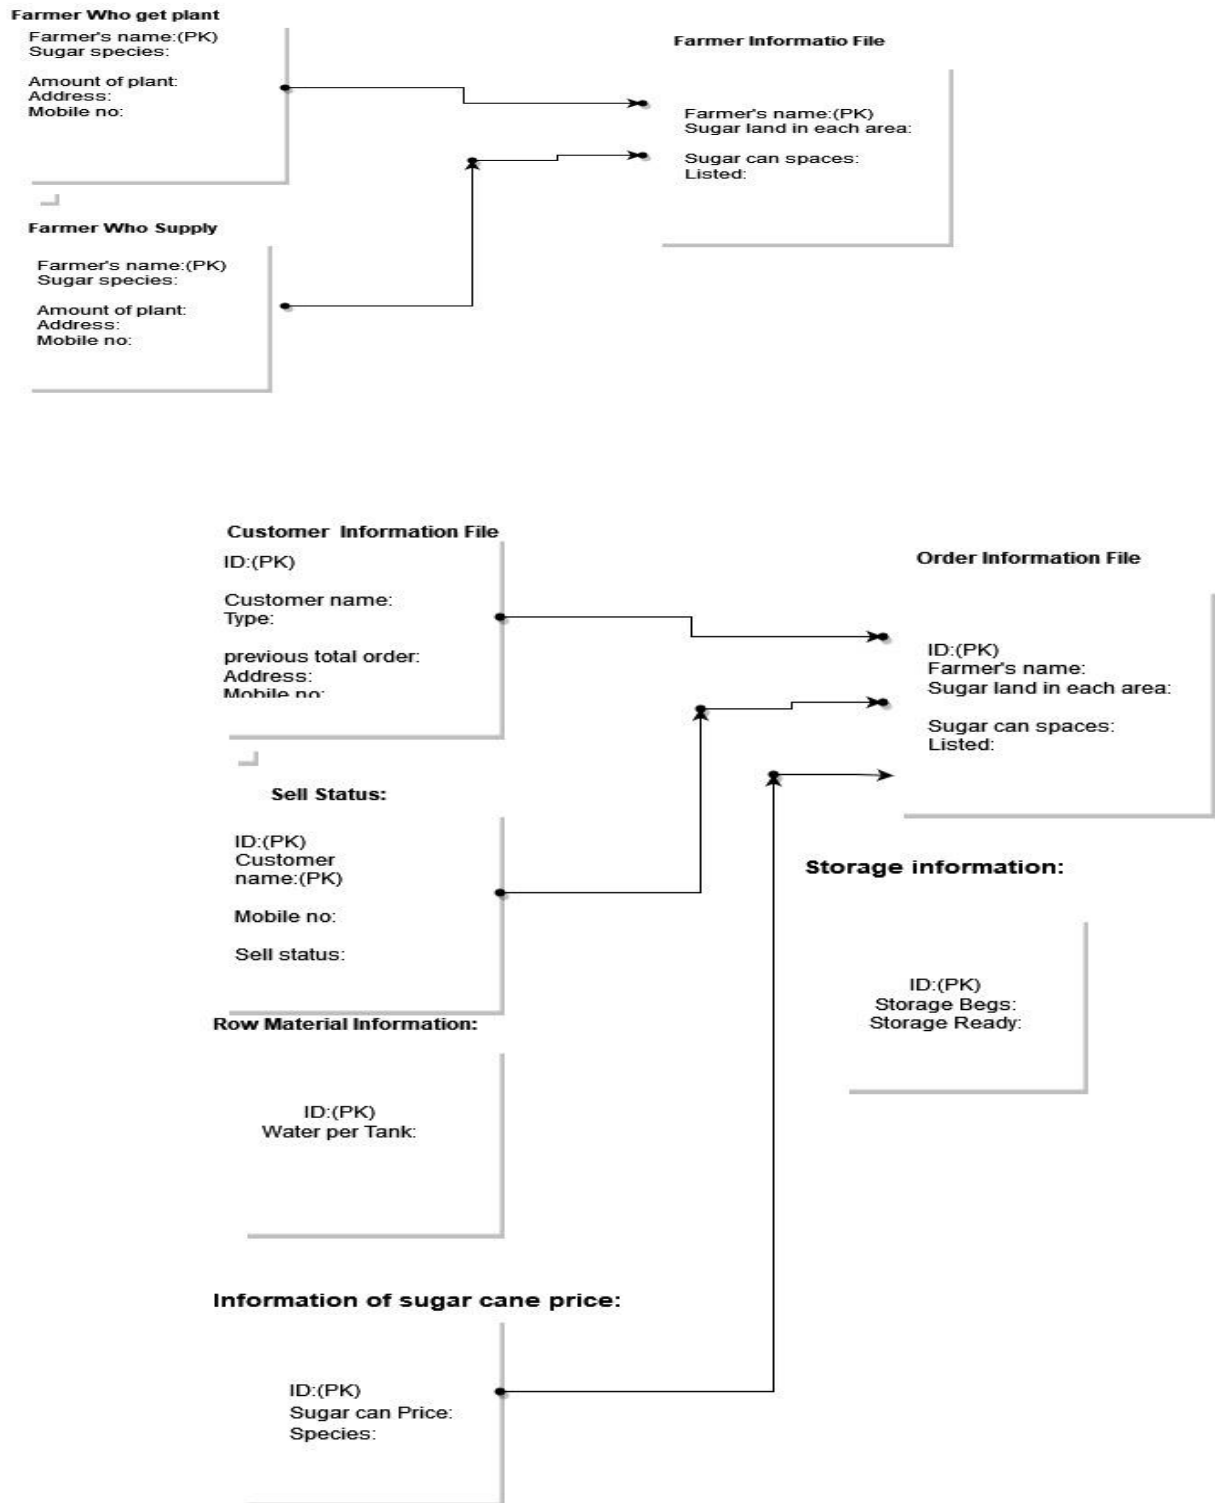 Farmer Who get plant
Farmer's name:(PK)
Sugar species:
Amount of plant:
Address:
Mobile no:
Farmer Informatio File
Farmer's name:(PK)
Sugar land in each area:
Sugar can spaces:
Listed:
Farmer Who Supply
Farmer's name:(PK)
Sugar species:
Amount of plant:
Address:
Mobile no:
Customer Information File
ID:(PK)
Customer name:
Type:
previous total order:
Address:
Mobile no:
Order Information File
ID:(PK)
Farmer's name:
Sugar land in each area:
Sugar can spaces:
Listed:
Sell Status:
ID:(PK)
Customer
name:(PK)
Mobile no:
Sell status:
Storage information:
ID:(PK)
Storage Begs:
Storage Ready:
Row Material Information:
ID:(PK)
Water per Tank:
Information of sugar cane price:
ID:(PK)
Sugar can Price:
Species: